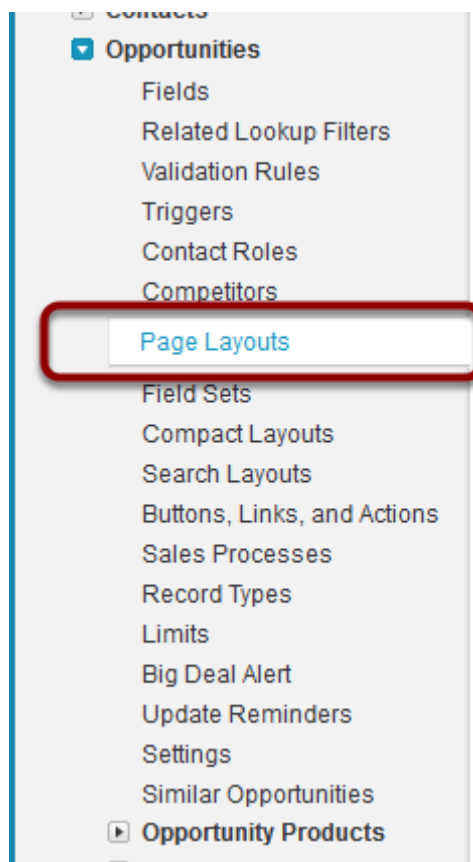 Contacts
Opportunities
Fields
Related Lookup Filters
Validation Rules
Triggers
Contact Roles
Competitors
Page Layouts
Field Sets
Compact Layouts
Search Layouts
Buttons, Links, and Actions
Sales Processes
Record Types
Limits
Big Deal Alert
Update Reminders
Settings
Similar Opportunities
Opportunity Products